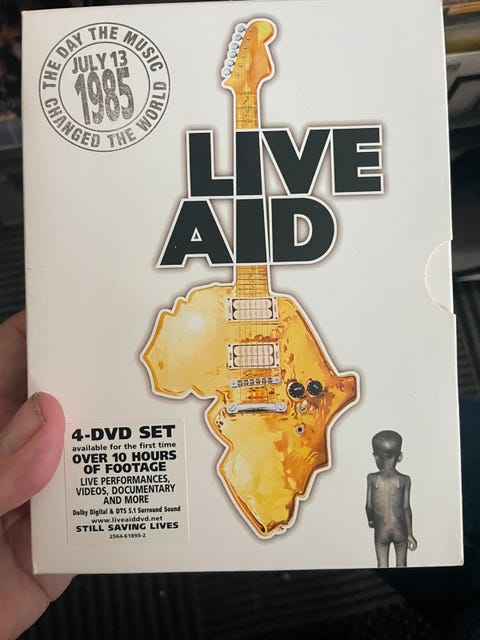 THE DAY THE MUSIC
JULY 13
1985
CHANGED THE WORLD
LIVE
AID
4-DVD SET
available for the first time
OVER 10 HOURS
OF FOOTAGE
LIVE PERFORMANCES,
VIDEOS, DOCUMENTARY
AND MORE
Dolby Digital & DTS 5.1 Surround Sound
www.liveaiddvd.net
STILL SAVING LIVES
2564-61895-2